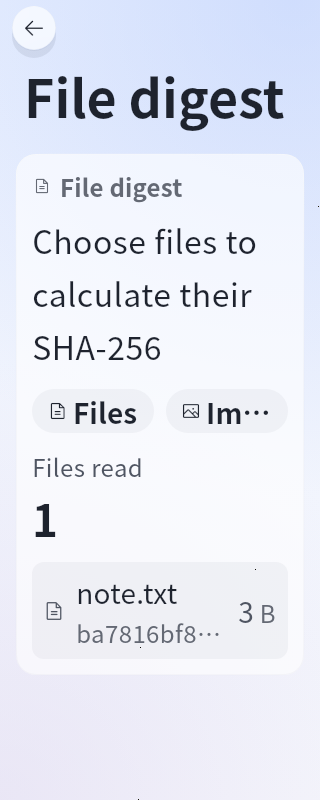 File digest
File digest
Choose files to
calculate their
SHA-256
Files
Im···
Files read
1
note.txt
3 B
ba7816bf8···